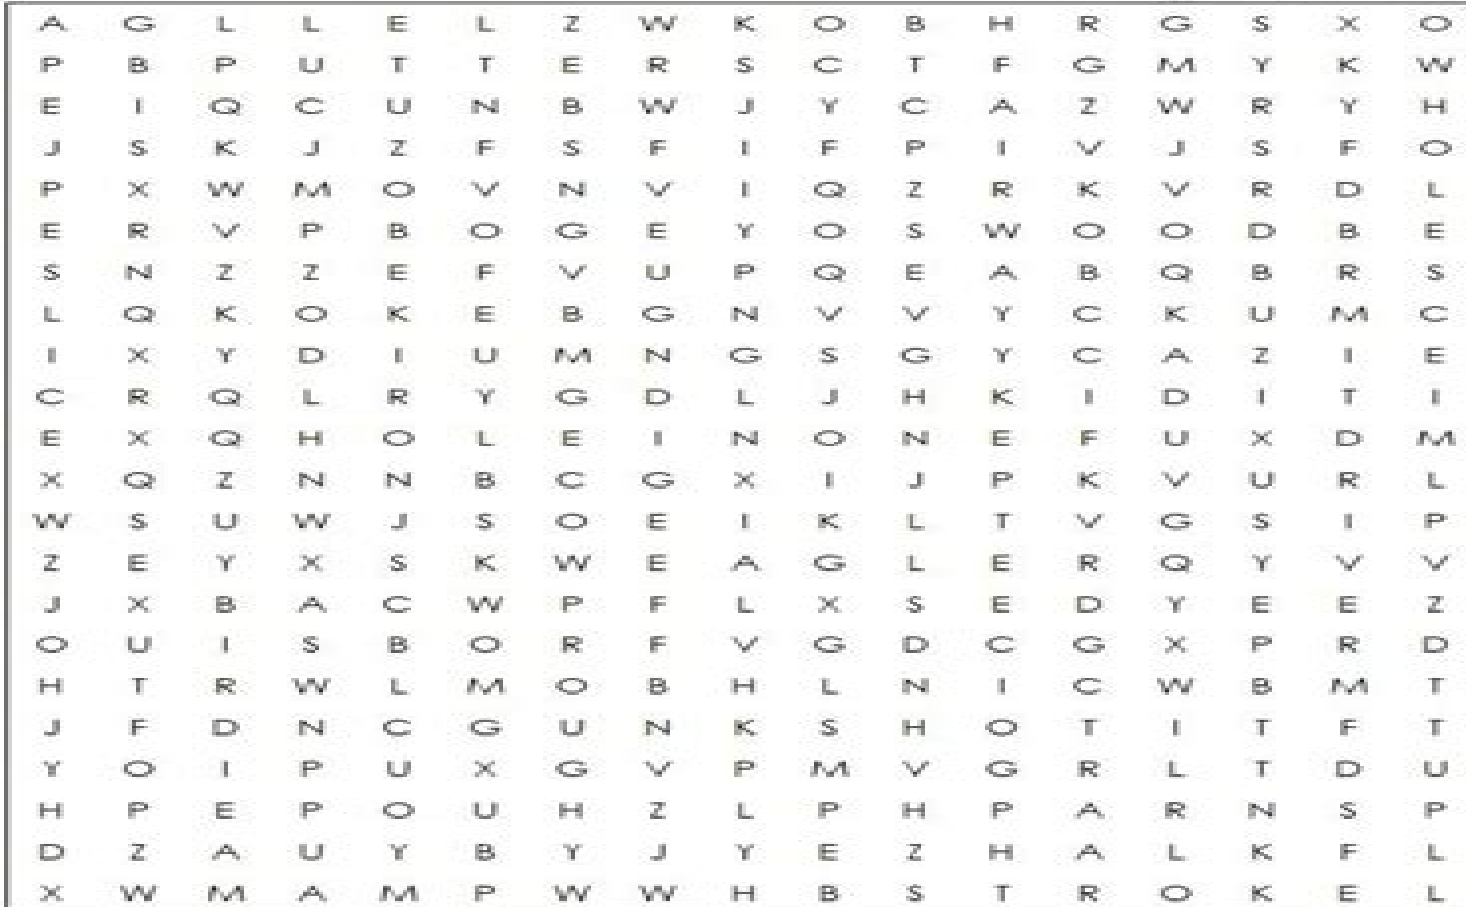 A G L L E L Z W K O B H R G S X O
P B P U T T E R S C T F G M Y K W
E I Q C U N B W J Y C A Z W R Y H
J S K J Z F S F I F P I V J S F O
P X W M O V N V I Q Z R K V R D L
E R V P B O G E Y O S W O O D B E
S N Z Z E F V U P Q E A B Q B R S
L Q K O K E B G N V V Y C K U M C
I X Y D I U M N G S G Y C A Z I E
C R Q L R Y G D L J H K I D I T I
E X Q H O L E I N O N E F U X D M
X Q Z N N B C G X I J P K V U R L
W S U W J S O E I K L T V G S I P
Z E Y X S K W E A G L E R Q Y V V
J X B A C W P F L X S E D Y E E Z
O U I S B O R F V G D C G X P R D
H T R W L M O B H L N I C W B M T
J F D N C G U N K S H O T I T F T
Y O I P U X G V P M V G R L T D U
H P E P O U H Z L P H P A R N S P
D Z A U Y B Y J Y E Z H A L K F L
X W M A M P W W H B S T R O K E L